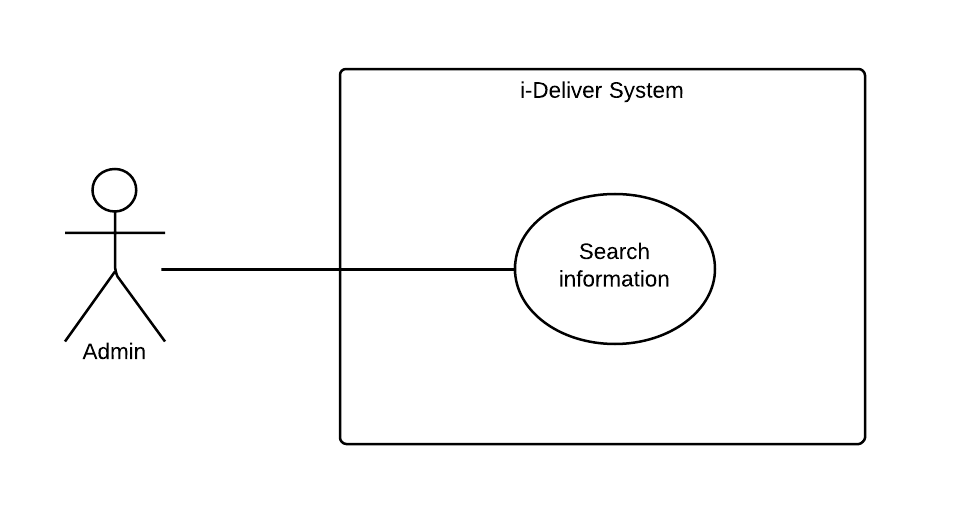 i-Deliver System
Search
information
Admin